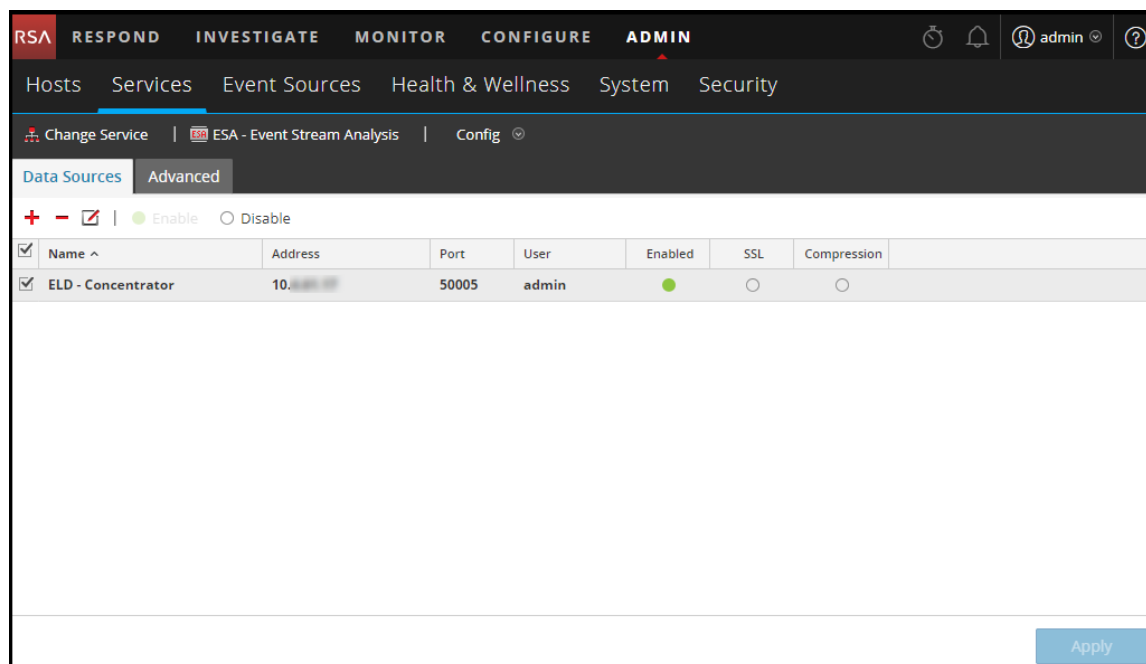 RSA RESPOND INVESTIGATE MONITOR CONFIGURE ADMIN admin ?
Hosts Services Event Sources Health & Wellness System Security
Change Service | ESA ESA - Event Stream Analysis | Config
Data Sources Advanced
Enable Disable
Name Address Port User Enabled SSL Compression
ELD - Concentrator 10. 50005 admin
Apply